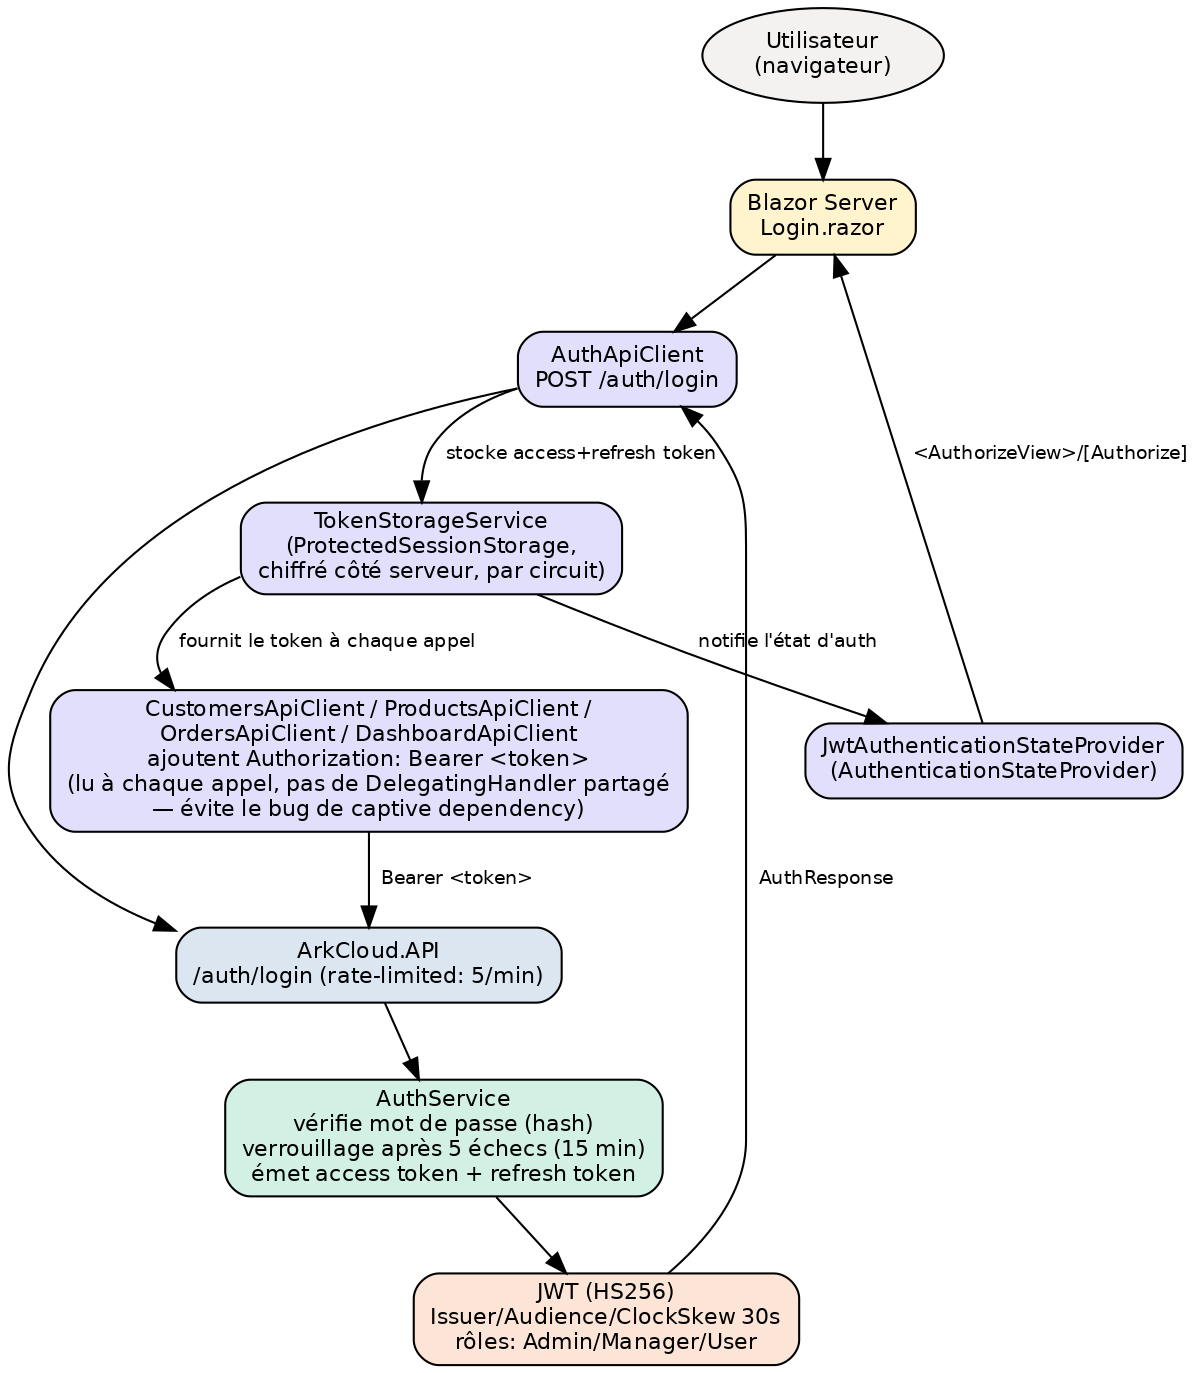 Utilisateur
(navigateur)
Blazor Server
Login.razor
AuthApiClient
POST /auth/login
stocke access+refresh token
<AuthorizeView>/[Authorize]
TokenStorageService
(ProtectedSessionStorage,
chiffré côté serveur, par circuit)
fournit le token à chaque appel
notifie l'état d'auth
CustomersApiClient / ProductsApiClient /
OrdersApiClient / DashboardApiClient
ajoutent Authorization: Bearer <token>
(lu à chaque appel, pas de DelegatingHandler partagé
— évite le bug de captive dependency)
JwtAuthenticationStateProvider
(AuthenticationStateProvider)
Bearer <token>
AuthResponse
ArkCloud.API
/auth/login (rate-limited: 5/min)
AuthService
vérifie mot de passe (hash)
verrouillage après 5 échecs (15 min)
émet access token + refresh token
JWT (HS256)
Issuer/Audience/ClockSkew 30s
rôles: Admin/Manager/User